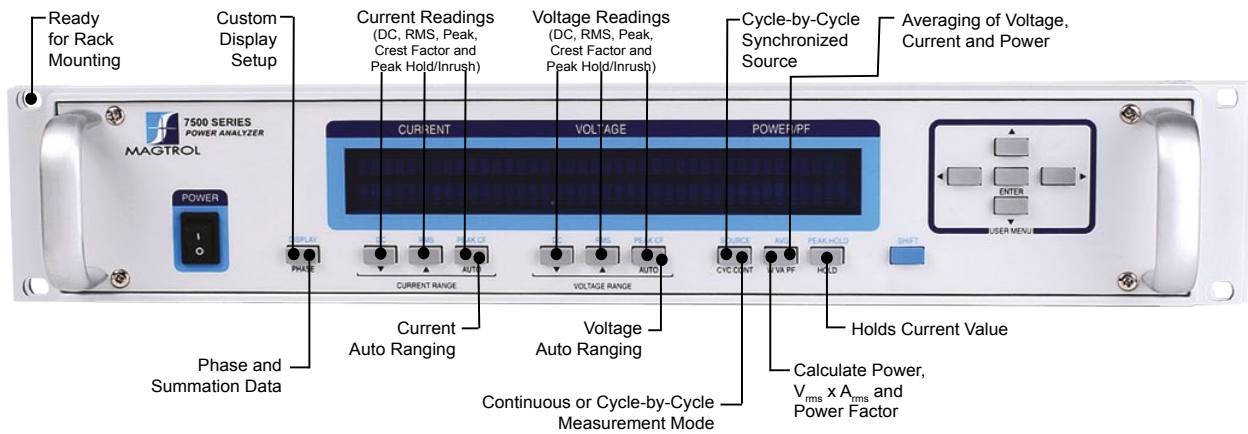 Ready
for Rack
Mounting
Custom
Display
Setup
Current Readings
(DC, RMS, Peak,
Crest Factor and
Peak Hold/Inrush)
Voltage Readings
(DC, RMS, Peak,
Crest Factor and
Peak Hold/Inrush)
Cycle-by-Cycle
Synchronized
Source
Averaging of Voltage,
Current and Power
7500 SERIES
POWER ANALYZER
MAGTROL
CURRENT
VOLTAGE
POWER/PF
POWER
I
O
ENTER
USER MENU
DISPLAY
PHASE
DC
RMS
PEAK CF
AUTO
CURRENT RANGE
DC
RMS
PEAK CF
AUTO
VOLTAGE RANGE
SOURCE
CYC CONT
AVG
W VA PF
PEAK HOLD
HOLD
SHIFT
Phase and
Summation Data
Current
Auto Ranging
Voltage
Auto Ranging
Continuous or Cycle-by-Cycle
Measurement Mode
Calculate Power,
Vrms x Arms and
Power Factor
Holds Current Value